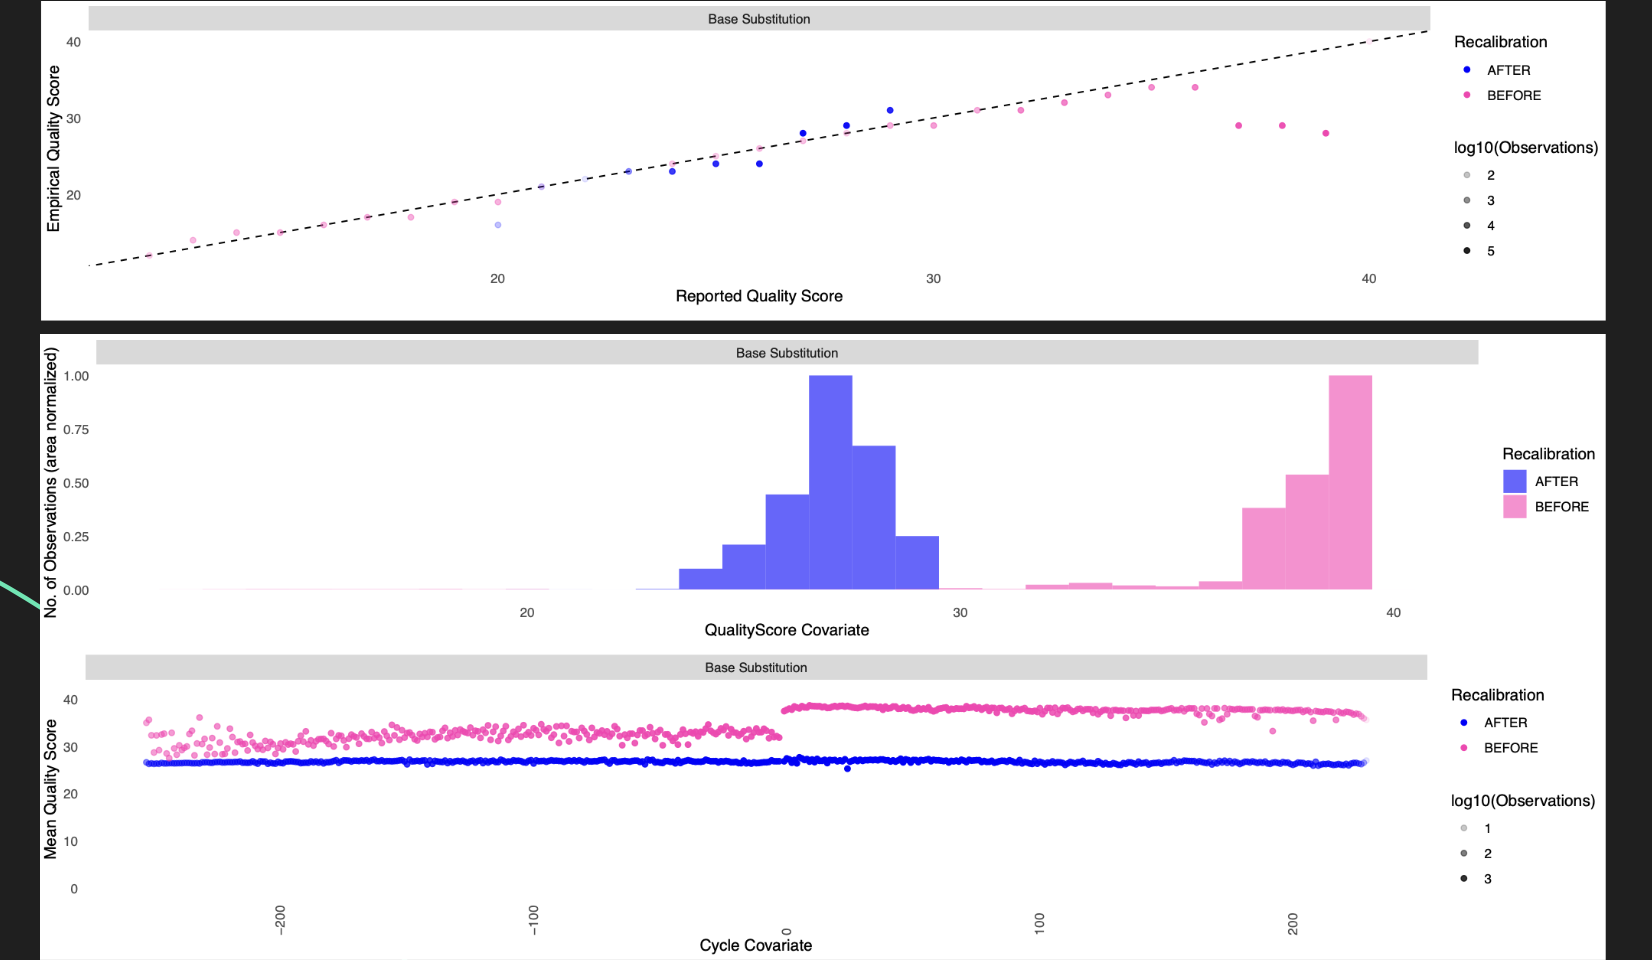 Base Substitution
Empirical Quality Score
40
30
20
20
30
40
Reported Quality Score
Recalibration
AFTER
BEFORE
log10(Observations)
2
3
4
5
Base Substitution
No. of Observations (area normalized)
1.00
0.75
0.50
0.25
0.00
20
30
40
QualityScore Covariate
Recalibration
AFTER
BEFORE
Base Substitution
Mean Quality Score
40
30
20
10
0
−200
−100
0
100
200
Cycle Covariate
Recalibration
AFTER
BEFORE
log10(Observations)
1
2
3